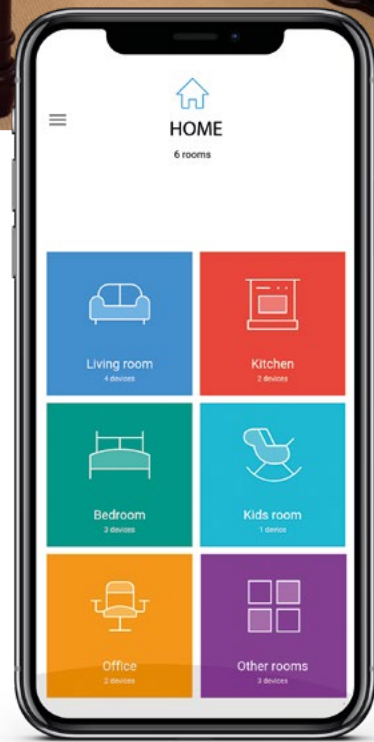 HOME
6 rooms
Living room
4 devices
Kitchen
2 devices
Bedroom
3 devices
Kids room
1 device
Office
2 devices
Other rooms
3 devices